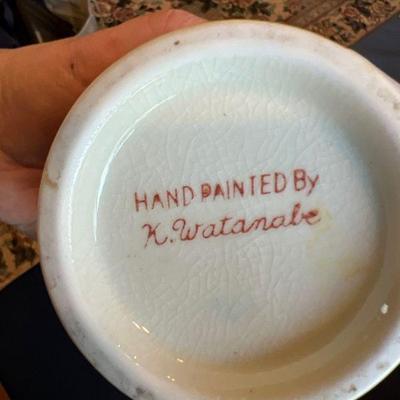 HAND PAINTED By
K. Watanabe